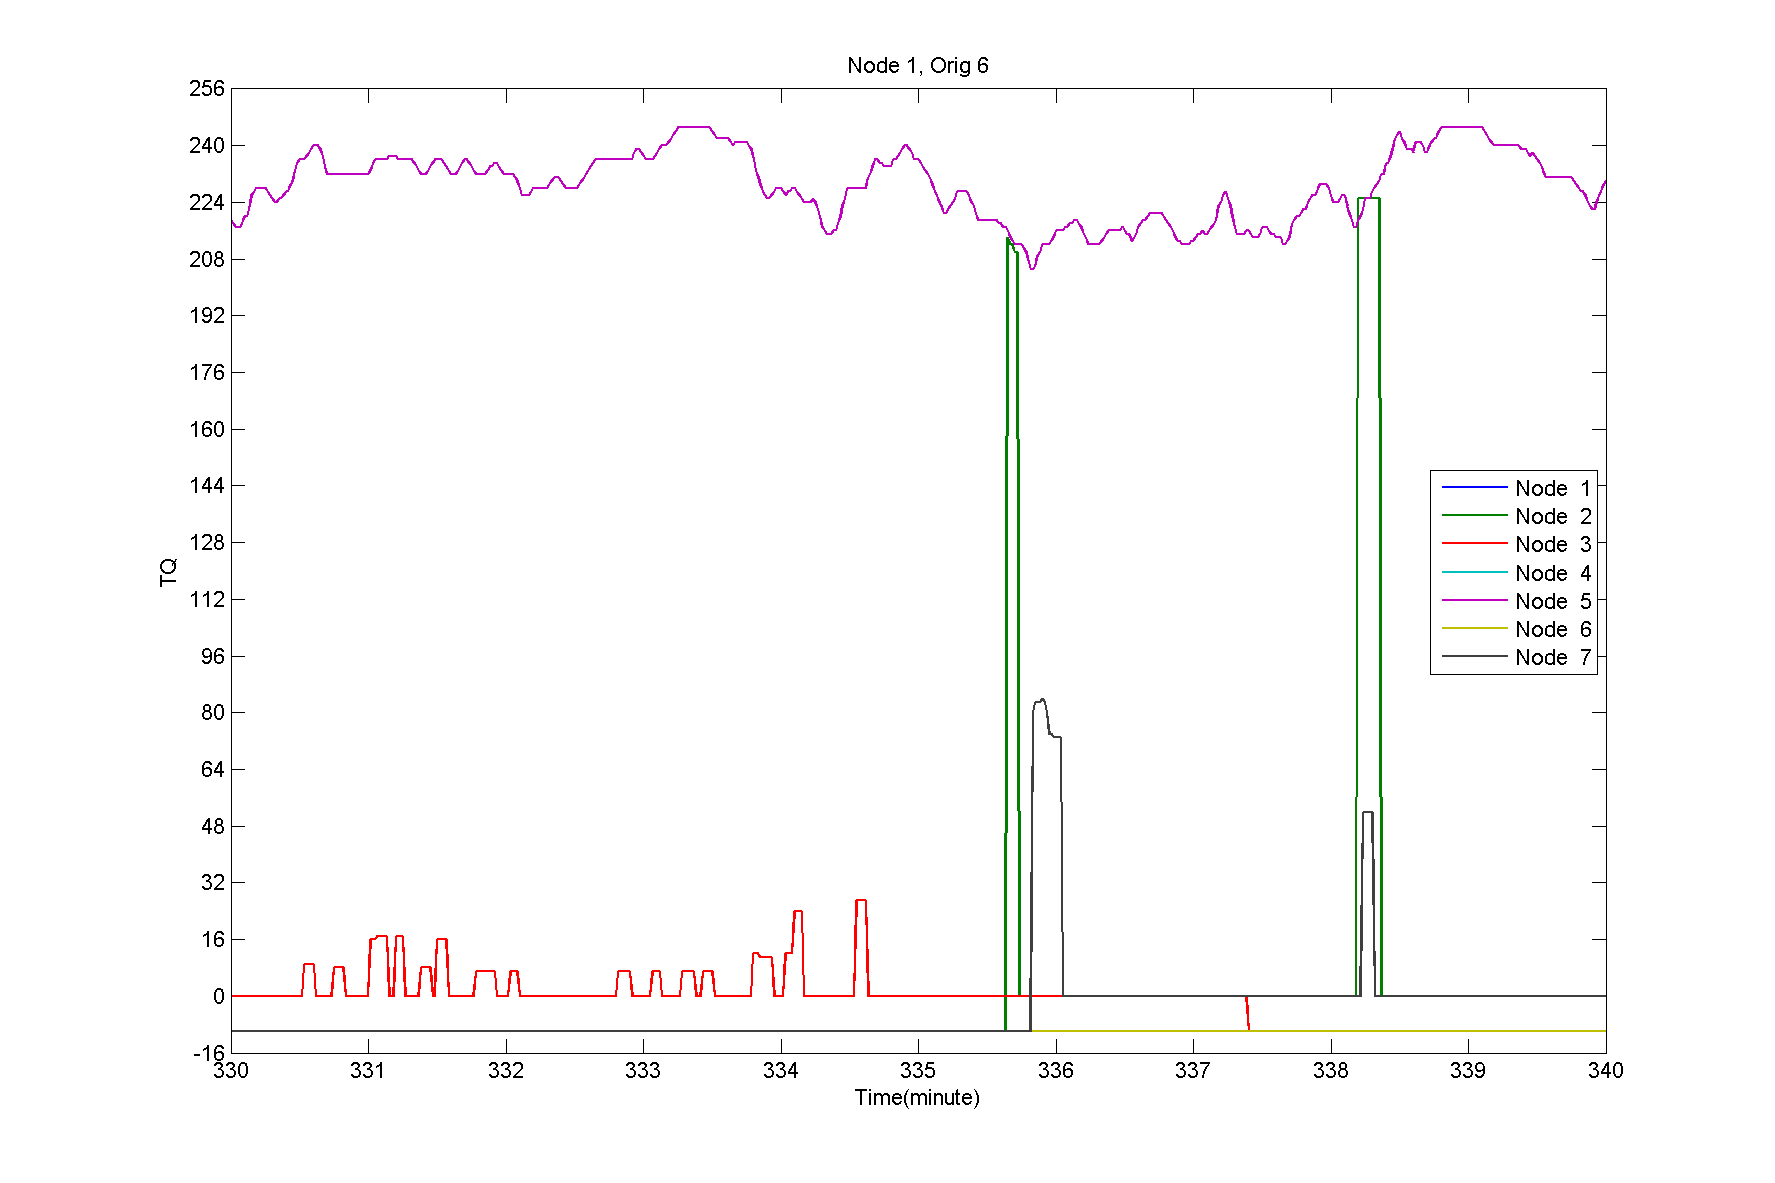 Node 1, Orig 6
256
240
224
208
192
176
160
144
128
112
96
80
64
48
32
16
0
-16
TQ
Node 1
Node 2
Node 3
Node 4
Node 5
Node 6
Node 7
330 331 332 333 334 335 336 337 338 339 340
Time(minute)